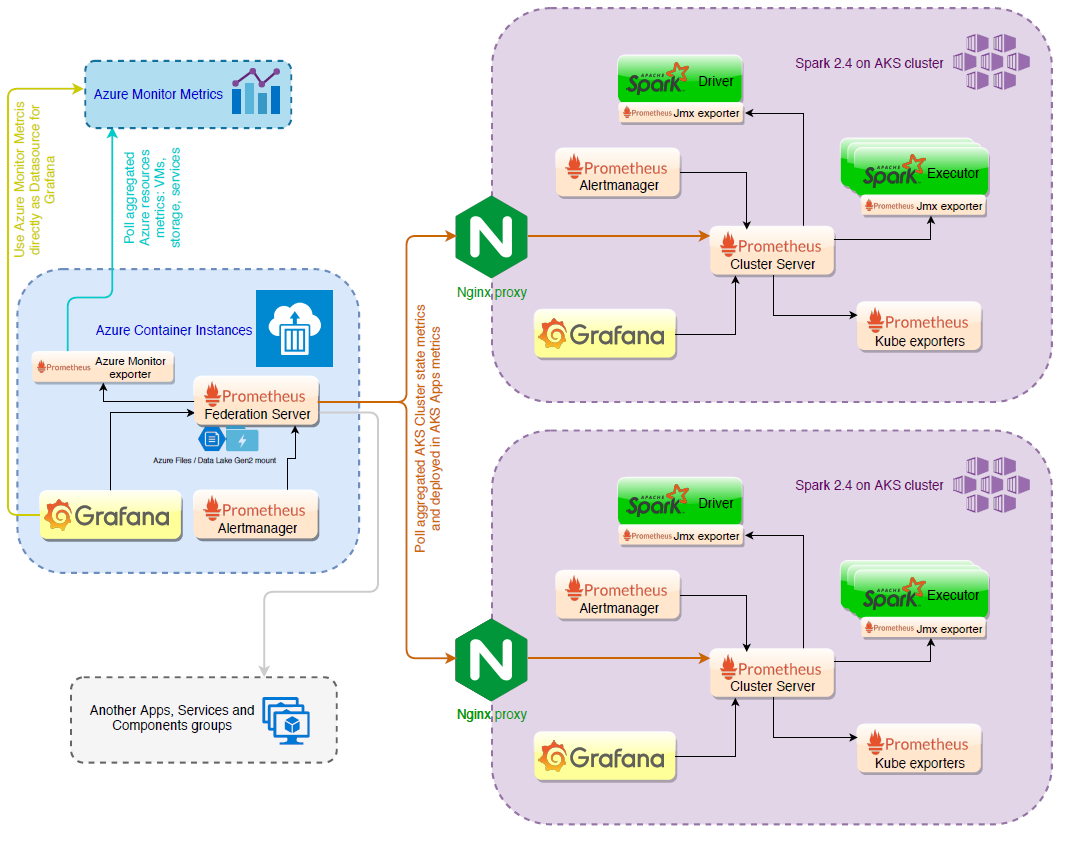 Azure Monitor Metrics
Use Azure Monitor Metrcis
directly as Datasource for
Grafana
Poll aggregated
Azure resources
metrics: VMs,
storage, services
Azure Container Instances
Prometheus
Azure Monitor
exporter
Prometheus
Federation Server
Azure Files / Data Lake Gen2 mount
Grafana
Prometheus
Alertmanager
Another Apps, Services and
Components groups
Poll aggregated AKS Cluster state metrics
and deployed in AKS Apps metrics
N
Nginx proxy
Spark 2.4 on AKS cluster
APACHE
Spark
Driver
Prometheus Jmx exporter
Prometheus
Alertmanager
APACHE
Spark
Executor
Prometheus Jmx exporter
Prometheus
Cluster Server
Grafana
Prometheus
Kube exporters
N
Nginx proxy
Spark 2.4 on AKS cluster
APACHE
Spark
Driver
Prometheus Jmx exporter
Prometheus
Alertmanager
APACHE
Spark
Executor
Prometheus Jmx exporter
Prometheus
Cluster Server
Grafana
Prometheus
Kube exporters